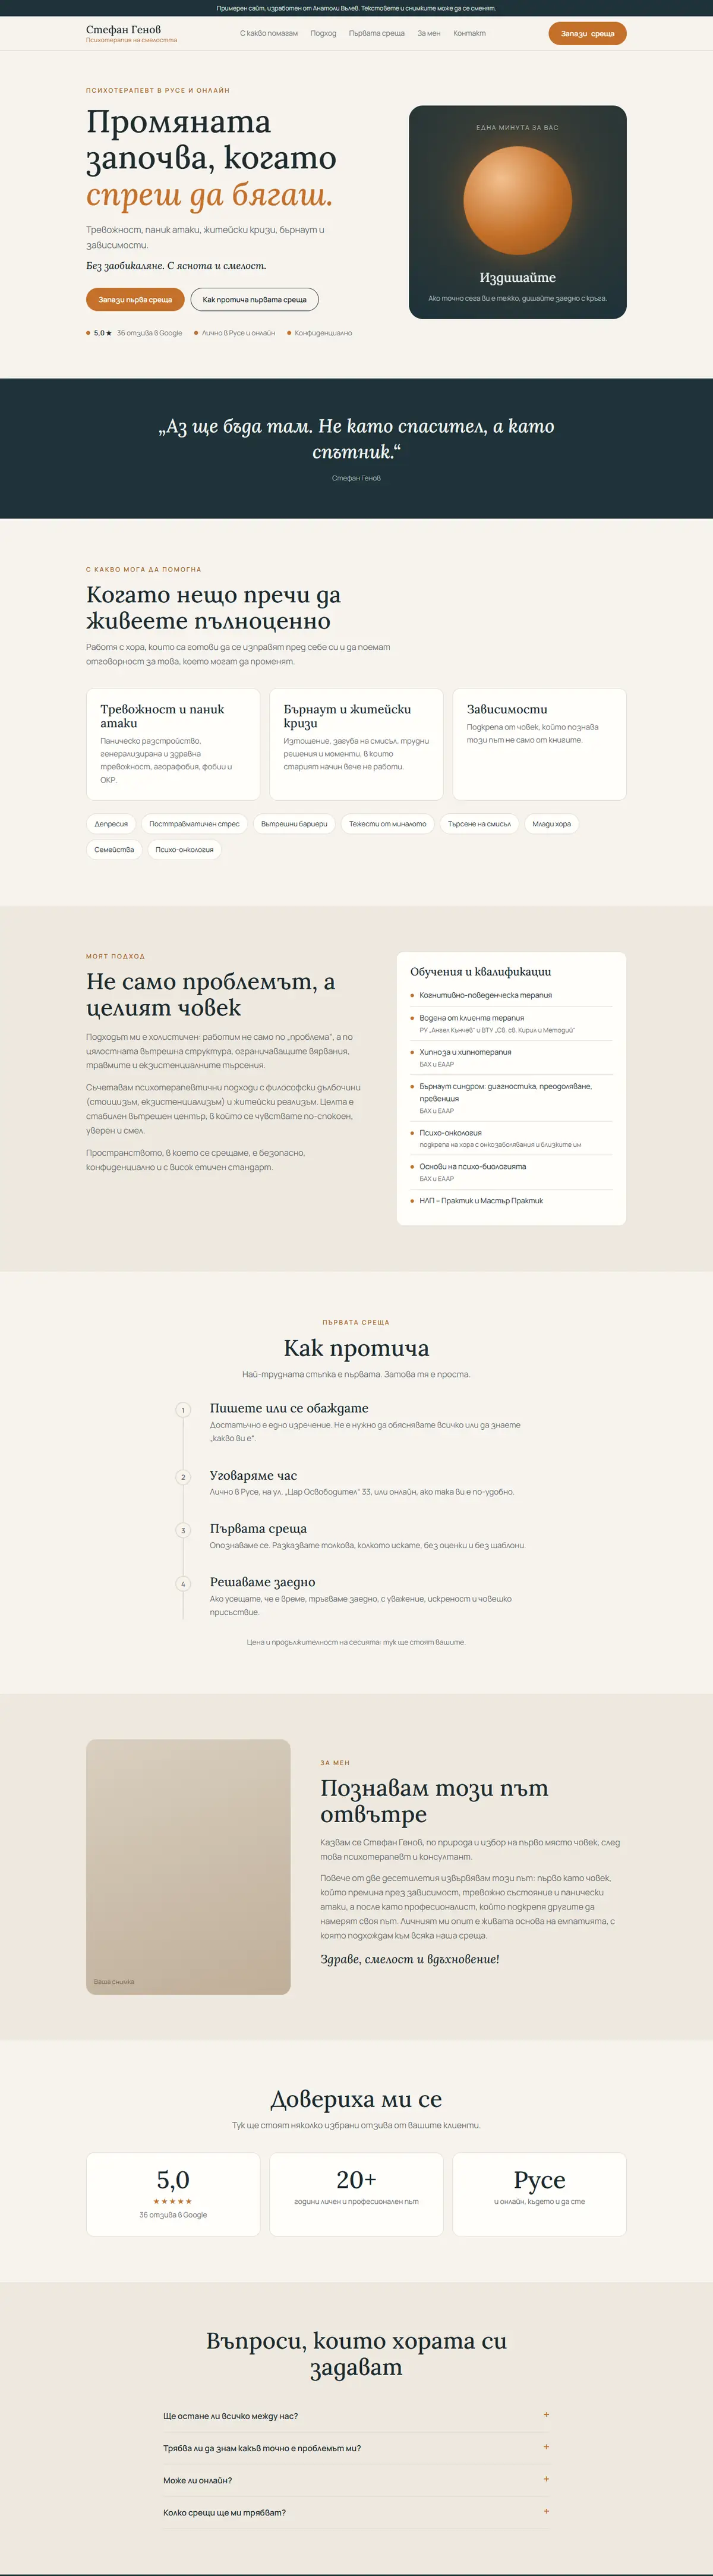 Примерен сайт, изработен от Анатоли Вълев. Текстовете и снимките може да се сменят.
Стефан Генов
Психотерапия на смелостта
С какво помагам
Подход
Първата среща
За мен
Контакт
Запази среща
ПСИХОТЕРАПЕВТ В РУСЕ И ОНЛАЙН
Промяната
започва, когато
спреш да бягаш.
Тревожност, паник атаки, житейски кризи, бърнаут и
зависимости.
Без заобикаляне. С яснота и смелост.
Запази първа среща
Как протича първата среща
5,0 ★ 36 отзива в Google
Лично в Русе и онлайн
Конфиденциално
ЕДНА МИНУТА ЗА ВАС
Издишайте
Ако точно сега ви е тежко, дишайте заедно с кръга.
„Аз ще бъда там. Не като спасител, а като
спътник.“
Стефан Генов
С КАКВО МОГА ДА ПОМОГНА
Когато нещо пречи да
живеете пълноценно
Работя с хора, които са готови да се изправят пред себе си и да поемат
отговорност за това, което могат да променят.
Тревожност и паник
атаки
Паническо разстройство,
генерализирана и здравна
тревожност, агорафобия, фобии и
ОКР.
Бърнаут и житейски
кризи
Изтощение, загуба на смисъл, трудни
решения и моменти, в които
старият начин вече не работи.
Зависимости
Подкрепа от човек, който познава
този път не само от книгите.
Депресия
Посттравматичен стрес
Вътрешни бариери
Тежести от миналото
Търсене на смисъл
Млади хора
Семейства
Психо-онкология
МОЯТ ПОДХОД
Не само проблемът, а
целият човек
Подходът ми е холистичен: работим не само по „проблема“, а по
цялостната вътрешна структура, ограничаващите вярвания,
травмите и екзистенциалните търсения.
Съчетавам психотерапевтични подходи с философски дълбочини
(стоицизъм, екзистенциализъм) и житейски реализъм. Целта е
стабилен вътрешен център, в който се чувствате по-спокоен,
уверен и смел.
Пространството, в което се срещаме, е безопасно,
конфиденциално и с висок етичен стандарт.
Обучения и квалификации
Когнитивно-поведенческа терапия
Водена от клиента терапия
РУ „Ангел Кънчев“ и ВТУ „Св. св. Кирил и Методий“
Хипноза и хипнотерапия
БАХ и ЕААР
Бърнаут синдром: диагностика, преодоляване,
превенция
БАХ и ЕААР
Психо-онкология
подкрепа на хора с онкозаболявания и близките им
Основи на психо-биологията
БАХ и ЕААР
НЛП – Практик и Мастър Практик
ПЪРВАТА СРЕЩА
Как протича
Най-трудната стъпка е първата. Затова тя е проста.
1
Пишете или се обаждате
Достатъчно е едно изречение. Не е нужно да обяснявате всичко или да знаете
„какво ви е“.
2
Уговаряме час
Лично в Русе, на ул. „Цар Освободител“ 33, или онлайн, ако така ви е по-удобно.
3
Първата среща
Опознаваме се. Разказвате толкова, колкото искате, без оценки и без шаблони.
4
Решаваме заедно
Ако усещате, че е време, тръгваме заедно, с уважение, искреност и човешко
присъствие.
Цена и продължителност на сесията: тук ще стоят вашите.
Ваша снимка
ЗА МЕН
Познавам този път
отвътре
Казвам се Стефан Генов, по природа и избор на първо място човек, след
това психотерапевт и консултант.
Повече от две десетилетия извървявам този път: първо като човек,
който премина през зависимост, тревожно състояние и панически
атаки, а после като професионалист, който подкрепя другите да
намерят своя път. Личният ми опит е живата основа на емпатията, с
която подхождам към всяка наша среща.
Здраве, смелост и вдъхновение!
Довериха ми се
Тук ще стоят няколко избрани отзива от вашите клиенти.
5,0
★★★★★
36 отзива в Google
20+
години личен и професионален път
Русе
и онлайн, където и да сте
Въпроси, които хората си
задават
Ще остане ли всичко между нас?
+
Трябва ли да знам какъв точно е проблемът ми?
+
Може ли онлайн?
+
Колко срещи ще ми трябват?
+